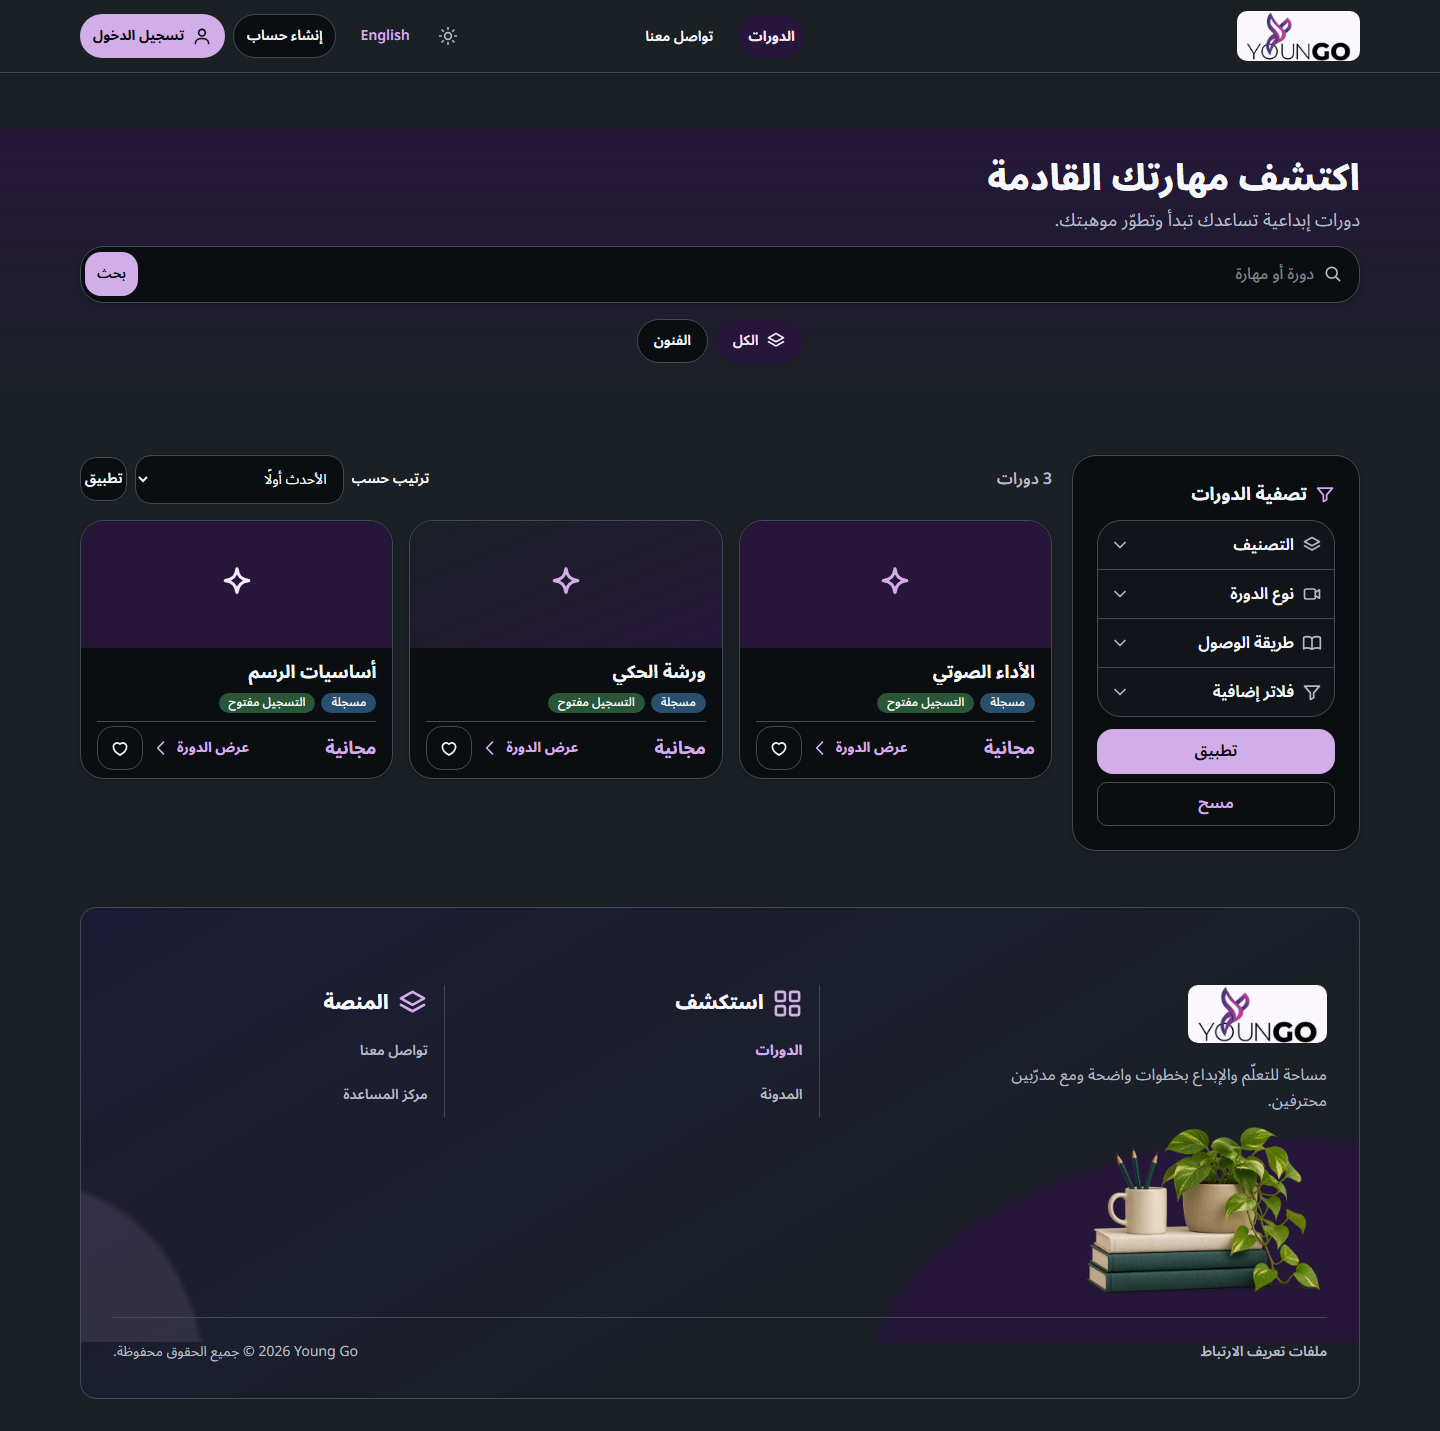 YOUNGO
الدورات
تواصل معنا
English
إنشاء حساب
تسجيل الدخول
اكتشف مهارتك القادمة
دورات إبداعية تساعدك تبدأ وتطوّر موهبتك.
دورة أو مهارة
بحث
الكل
الفنون
تصفية الدورات
التصنيف
نوع الدورة
طريقة الوصول
فلاتر إضافية
تطبيق
مسح
3 دورات
ترتيب حسب
الأحدث أولًا
تطبيق
الأداء الصوتي
مسجلة
التسجيل مفتوح
مجانية
عرض الدورة
ورشة الحكي
مسجلة
التسجيل مفتوح
مجانية
عرض الدورة
أساسيات الرسم
مسجلة
التسجيل مفتوح
مجانية
عرض الدورة
YOUNGO
مساحة للتعلّم والإبداع بخطوات واضحة ومع مدرّبين
محترفين.
استكشف
الدورات
المدونة
المنصة
تواصل معنا
مركز المساعدة
ملفات تعريف الارتباط
© 2026 Young Go جميع الحقوق محفوظة.